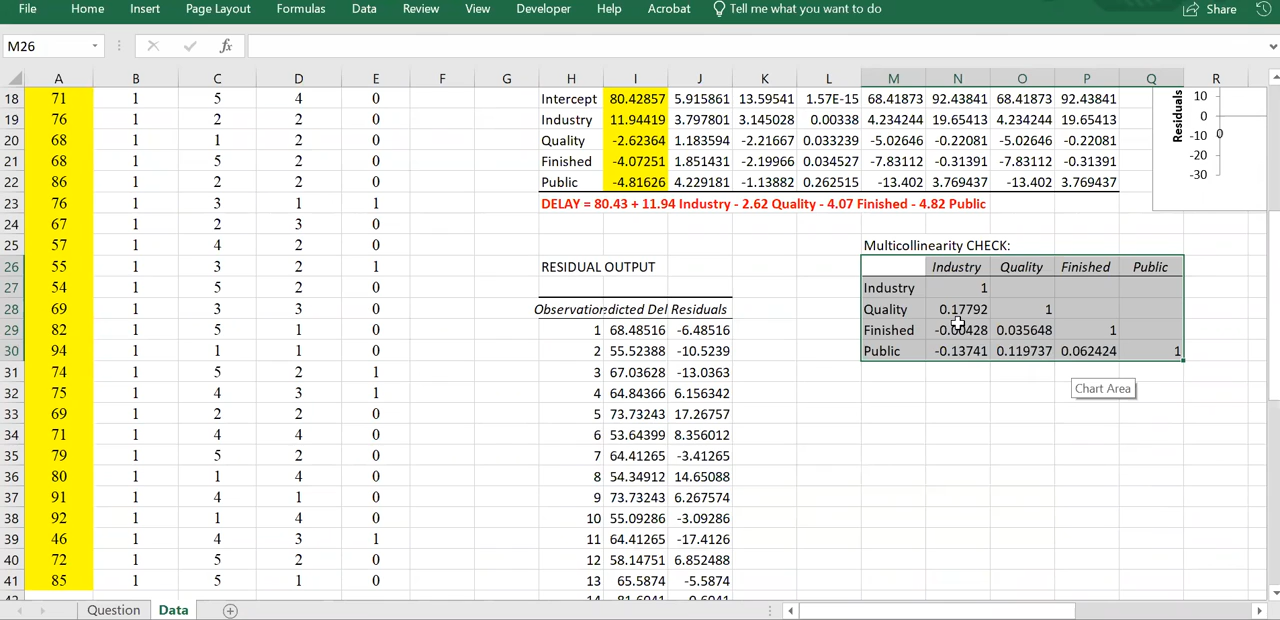 File Home Insert Page Layout Formulas Data Review View Developer Help Acrobat Tell me what you want to do Share
M26 fx
A B C D E F G H I J K L M N O P Q R
18 71 1 5 4 0 Intercept 80.42857 5.915861 13.59541 1.57E-15 68.41873 92.43841 68.41873 92.43841
19 76 1 2 2 0 Industry 11.94419 3.797801 3.145028 0.00338 4.234244 19.65413 4.234244 19.65413
20 68 1 1 2 0 Quality -2.62364 1.183594 -2.21667 0.033239 -5.02646 -0.22081 -5.02646 -0.22081
21 68 1 5 2 0 Finished -4.07251 1.851431 -2.19966 0.034527 -7.83112 -0.31391 -7.83112 -0.31391
22 86 1 2 2 0 Public -4.81626 4.229181 -1.13882 0.262515 -13.402 3.769437 -13.402 3.769437
Residuals
10
0
-10 0
-20
-30
23 76 1 3 1 1 DELAY = 80.43 + 11.94 Industry - 2.62 Quality - 4.07 Finished - 4.82 Public
24 67 1 2 3 0
25 57 1 4 2 0 Multicollinearity CHECK:
26 55 1 3 2 1 RESIDUAL OUTPUT Industry Quality Finished Public
27 54 1 5 2 0 Industry 1
28 69 1 3 3 0 Observation dicted Del Residuals Quality 0.17792 1
29 82 1 5 1 0 1 68.48516 -6.48516 Finished -0.00428 0.035648 1
30 94 1 1 1 0 2 55.52388 -10.5239 Public -0.13741 0.119737 0.062424 1
31 74 1 5 2 1 3 67.03628 -13.0363
32 75 1 4 3 1 4 64.84366 6.156342 Chart Area
33 69 1 2 2 0 5 73.73243 17.26757
34 71 1 4 4 0 6 53.64399 8.356012
35 79 1 5 2 0 7 64.41265 -3.41265
36 80 1 1 4 0 8 54.34912 14.65088
37 91 1 4 1 0 9 73.73243 6.267574
38 92 1 1 4 0 10 55.09286 -3.09286
39 46 1 4 3 1 11 64.41265 -17.4126
40 72 1 5 2 0 12 58.14751 6.852488
41 85 1 5 1 0 13 65.5874 -5.5874
Question Data